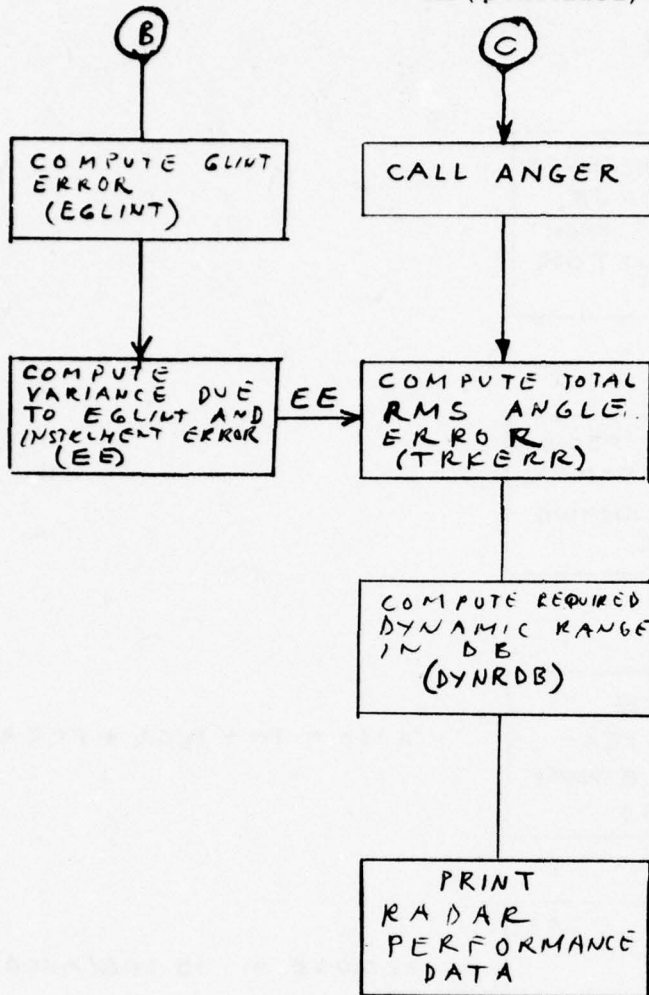 B
COMPUTE GLINT
ERROR
(EGLINT)
COMPUTE
VARIANCE DUE
TO EGLINT AND
INSTRUMENT ERROR
(EE)
EE
C
CALL ANGER
COMPUTE TOTAL
RMS ANGLE
ERROR
(TRKERR)
COMPUTE REQUIRED
DYNAMIC RANGE
IN DB
(DYNRDB)
PRINT
RADAR
PERFORMANCE
DATA